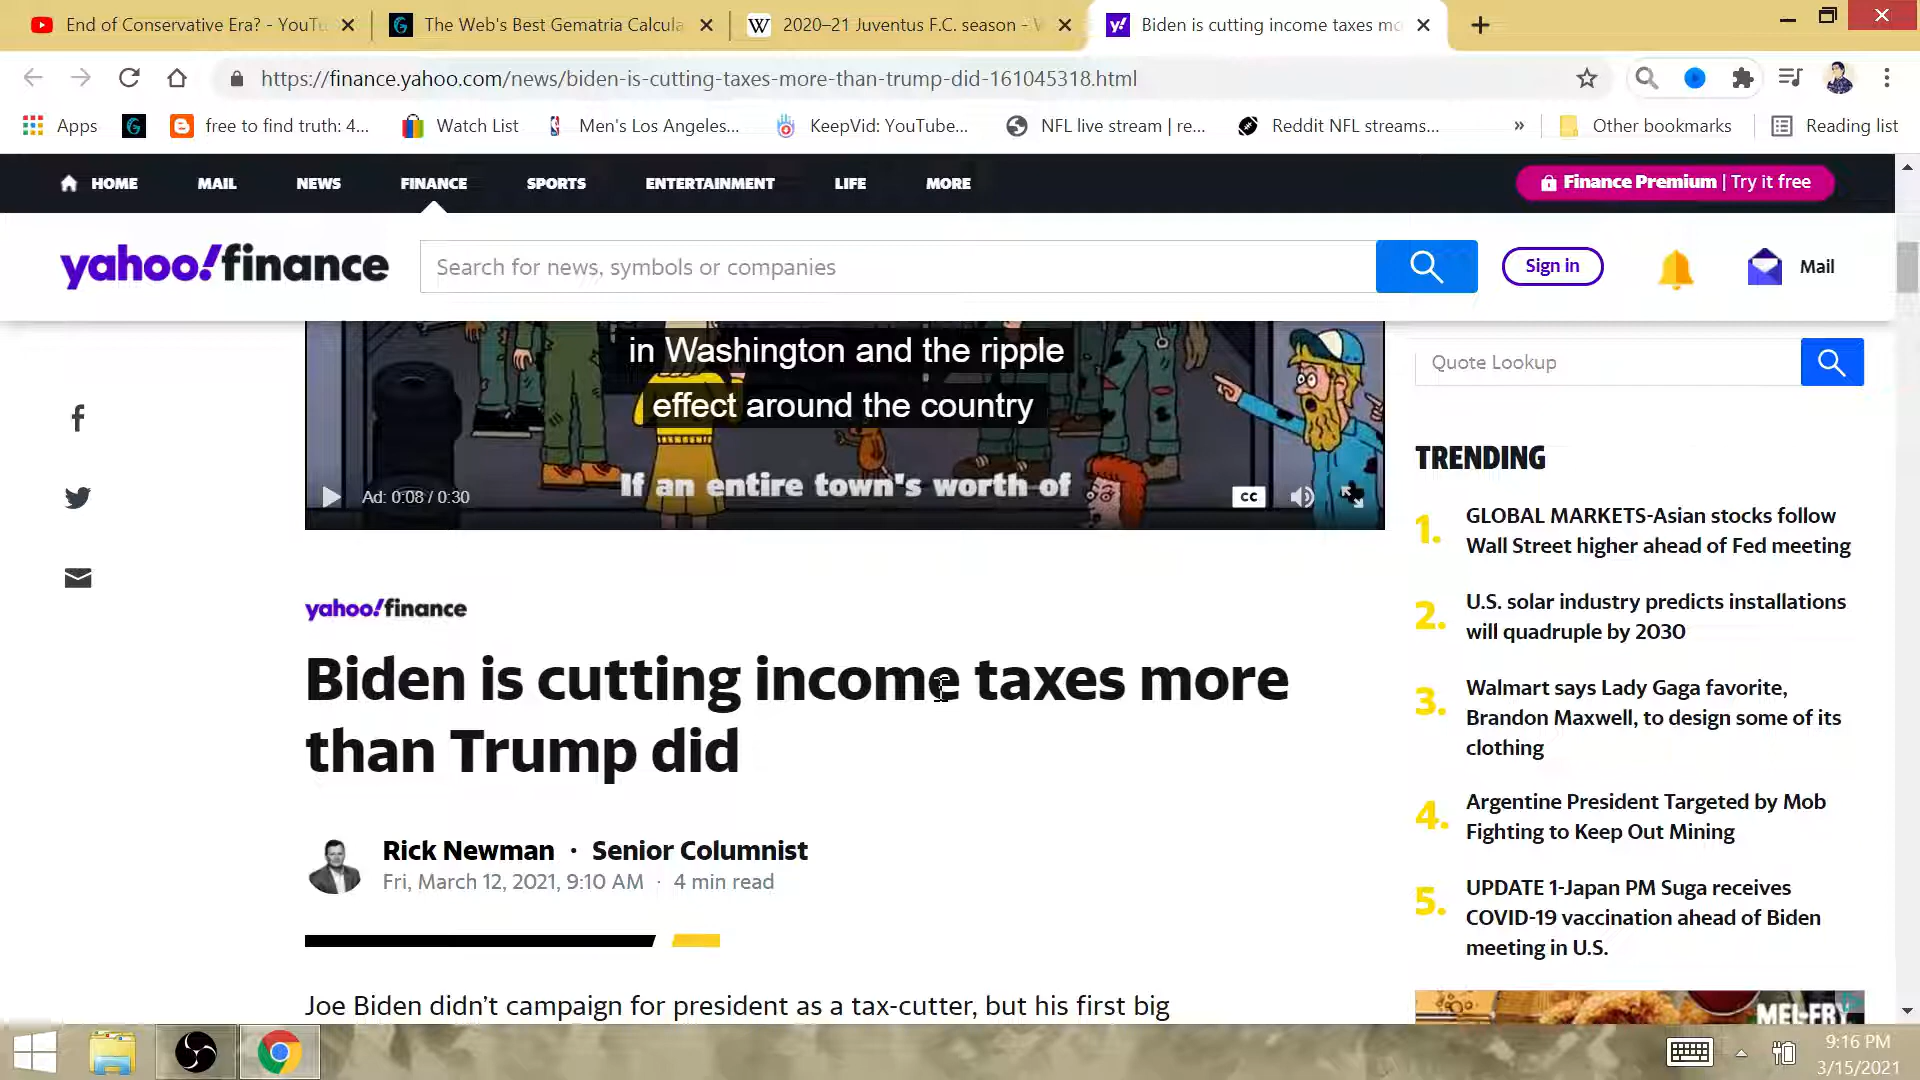 End of Conservative Era? - YouTu
The Web's Best Gematria Calcula
2020–21 Juventus F.C. season - W
Biden is cutting income taxes mo
https://finance.yahoo.com/news/biden-is-cutting-taxes-more-than-trump-did-161045318.html
Apps
free to find truth: 4...
Watch List
Men's Los Angeles...
KeepVid: YouTube...
NFL live stream | re...
Reddit NFL streams...
»
Other bookmarks
Reading list
HOME
MAIL
NEWS
FINANCE
SPORTS
ENTERTAINMENT
LIFE
MORE
Finance Premium | Try it free
yahoo!finance
Search for news, symbols or companies
Sign in
Mail
in Washington and the ripple
effect around the country
If an entire town's worth of
Ad: 0:08 / 0:30
CC
Quote Lookup
TRENDING
1. GLOBAL MARKETS-Asian stocks follow
Wall Street higher ahead of Fed meeting
2. U.S. solar industry predicts installations
will quadruple by 2030
3. Walmart says Lady Gaga favorite,
Brandon Maxwell, to design some of its
clothing
4. Argentine President Targeted by Mob
Fighting to Keep Out Mining
5. UPDATE 1-Japan PM Suga receives
COVID-19 vaccination ahead of Biden
meeting in U.S.
yahoo!finance
Biden is cutting income taxes more
than Trump did
Rick Newman · Senior Columnist
Fri, March 12, 2021, 9:10 AM · 4 min read
Joe Biden didn't campaign for president as a tax-cutter, but his first big
MEL-FRY
9:16 PM
3/15/2021